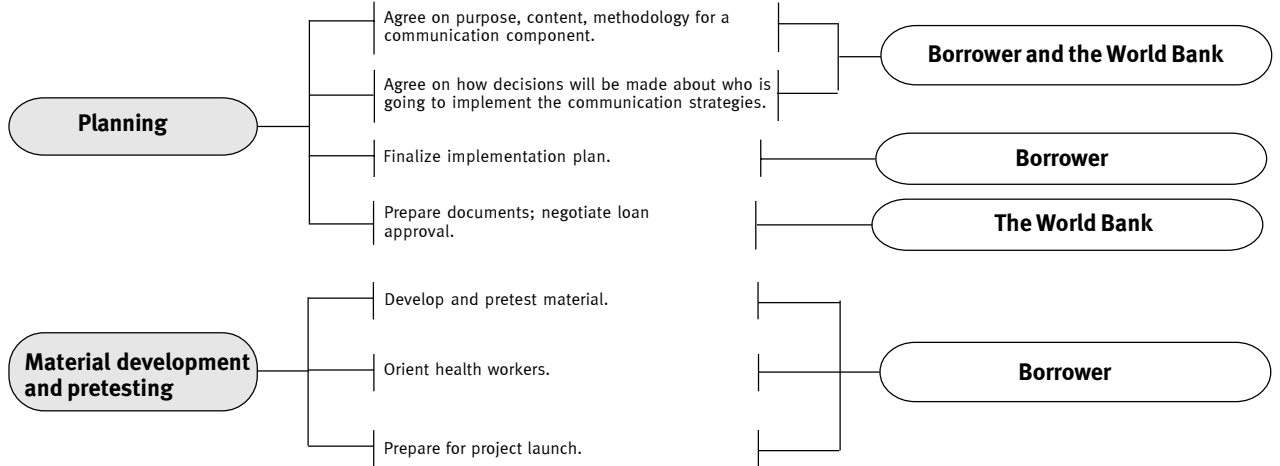 Agree on purpose, content, methodology for a
communication component.
Borrower and the World Bank
Agree on how decisions will be made about who is
going to implement the communication strategies.
Planning
Finalize implementation plan.
Borrower
Prepare documents; negotiate loan
approval.
The World Bank
Develop and pretest material.
Material development
and pretesting
Orient health workers.
Borrower
Prepare for project launch.